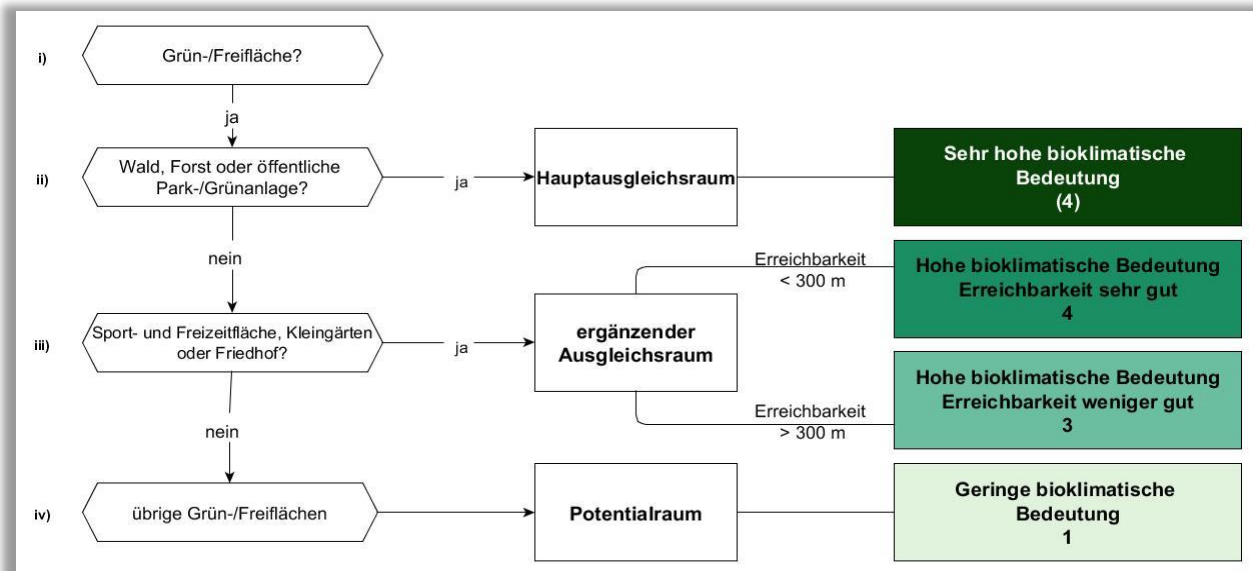 i)
Grün-/Freifläche?
ja
ii)
Wald, Forst oder öffentliche
Park-/Grünanlage?
ja
Hauptausgleichsraum
Sehr hohe bioklimatische
Bedeutung
(4)
nein
Erreichbarkeit
< 300 m
Hohe bioklimatische Bedeutung
Erreichbarkeit sehr gut
4
iii)
Sport- und Freizeitfläche, Kleingärten
oder Friedhof?
ja
ergänzender
Ausgleichsraum
Erreichbarkeit
> 300 m
Hohe bioklimatische Bedeutung
Erreichbarkeit weniger gut
3
nein
iv)
übrige Grün-/Freiflächen
Potentialraum
Geringe bioklimatische
Bedeutung
1